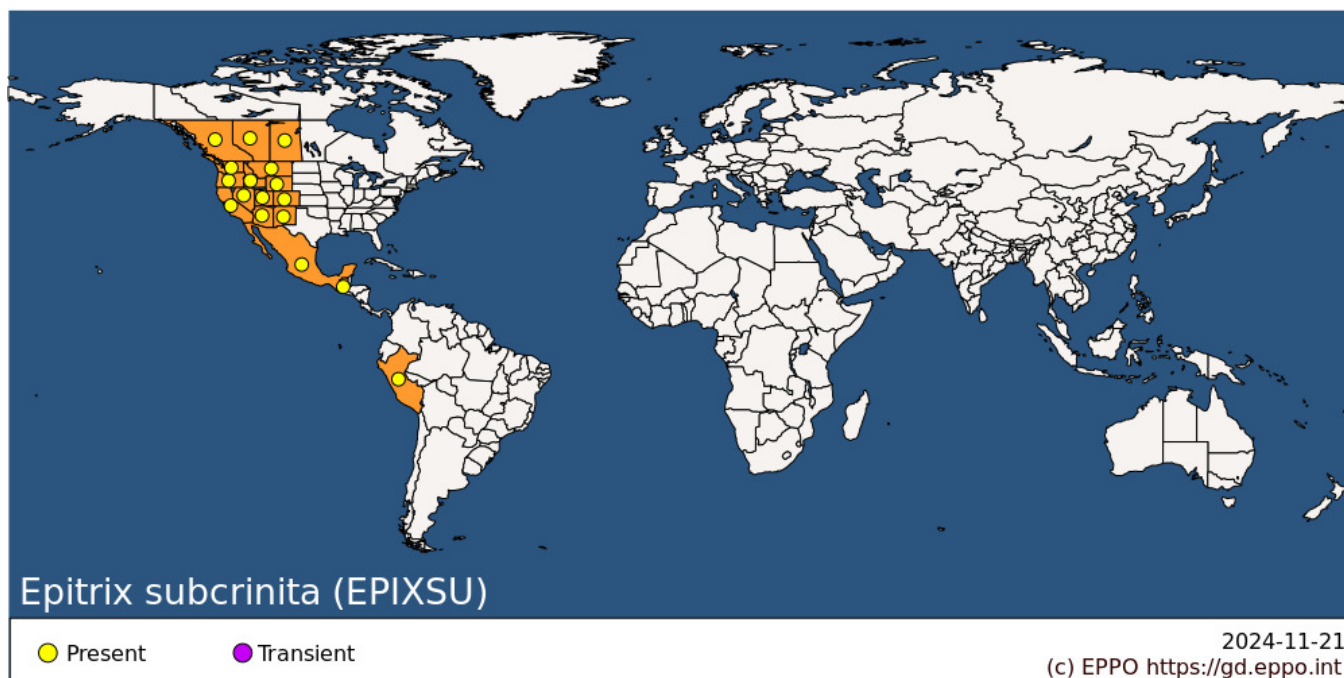 Epitrix subcrinita (EPIXSU)
Present
Transient
2024-11-21
(c) EPPO https://gd.eppo.int